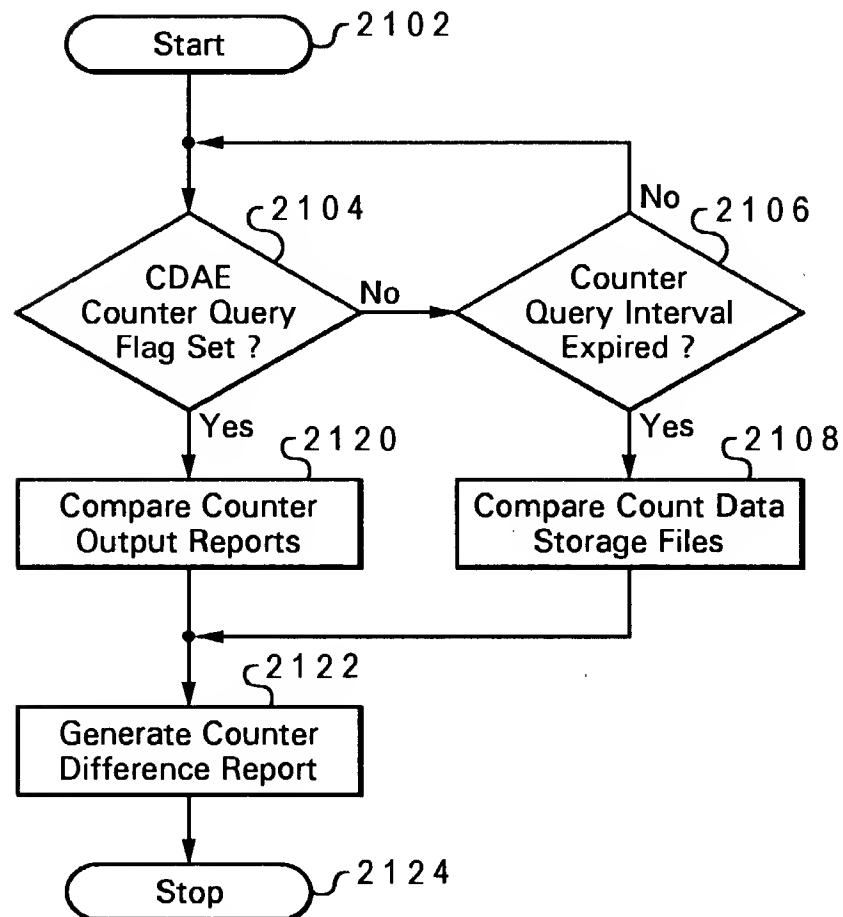 Start
2102
2104
CDAE
Counter Query
Flag Set ?
No
No
2106
Counter
Query Interval
Expired ?
Yes
2120
Compare Counter
Output Reports
Yes
2108
Compare Count Data
Storage Files
2122
Generate Counter
Difference Report
Stop
2124